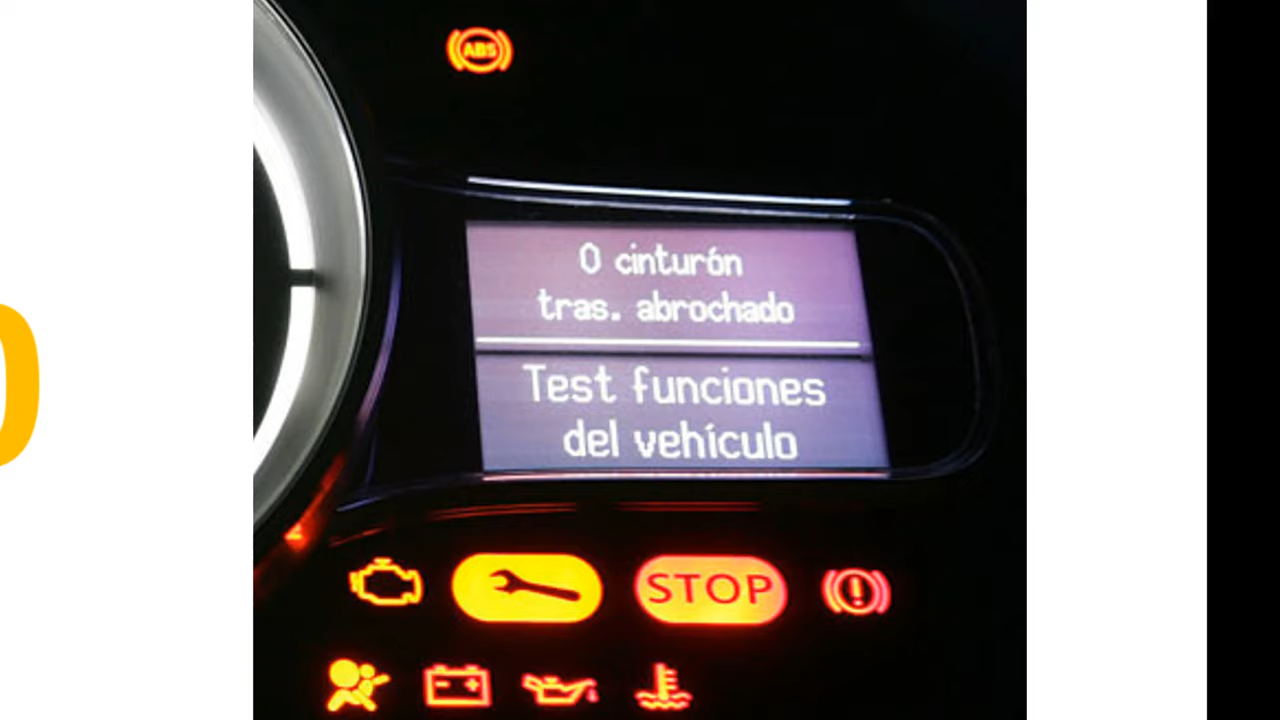 ABS
0 cinturón
tras. abrochado
Test funciones
del vehículo
STOP